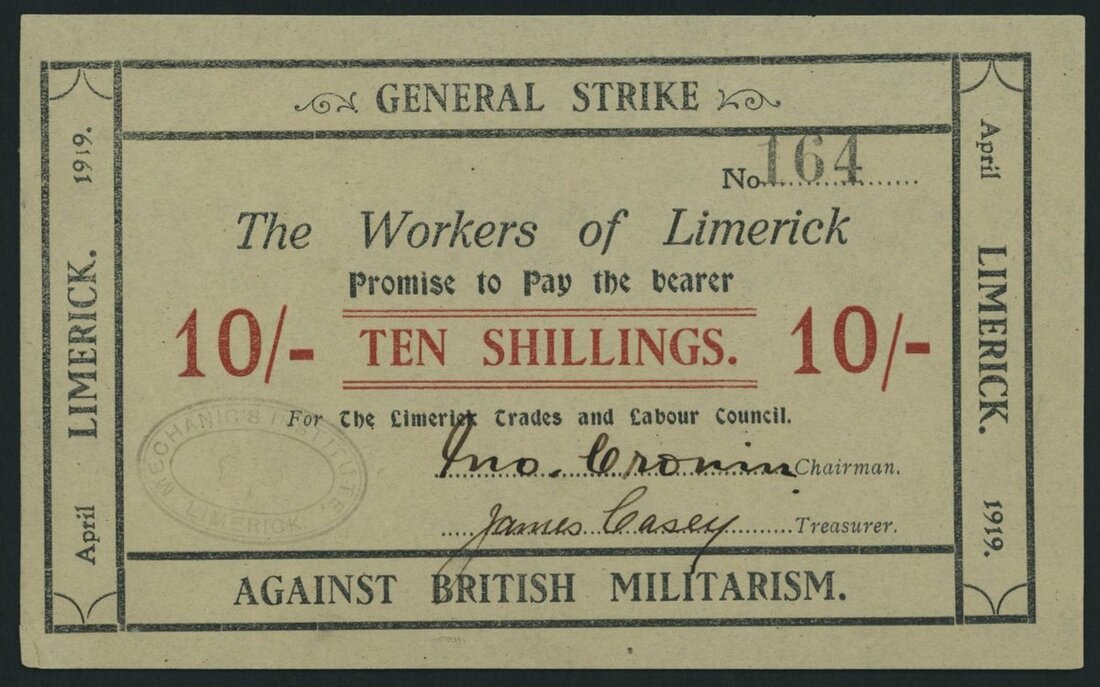 GENERAL STRIKE
No 164
The Workers of Limerick
Promise to Pay the bearer
10/- TEN SHILLINGS. 10/-
For The Limerick Trades and Labour Council.
Jno. Cronin Chairman.
James Casey Treasurer.
AGAINST BRITISH MILITARISM.
April LIMERICK. 1919.
April LIMERICK. 1919.
MECHANIC'S INSTITUTE,
LIMERICK